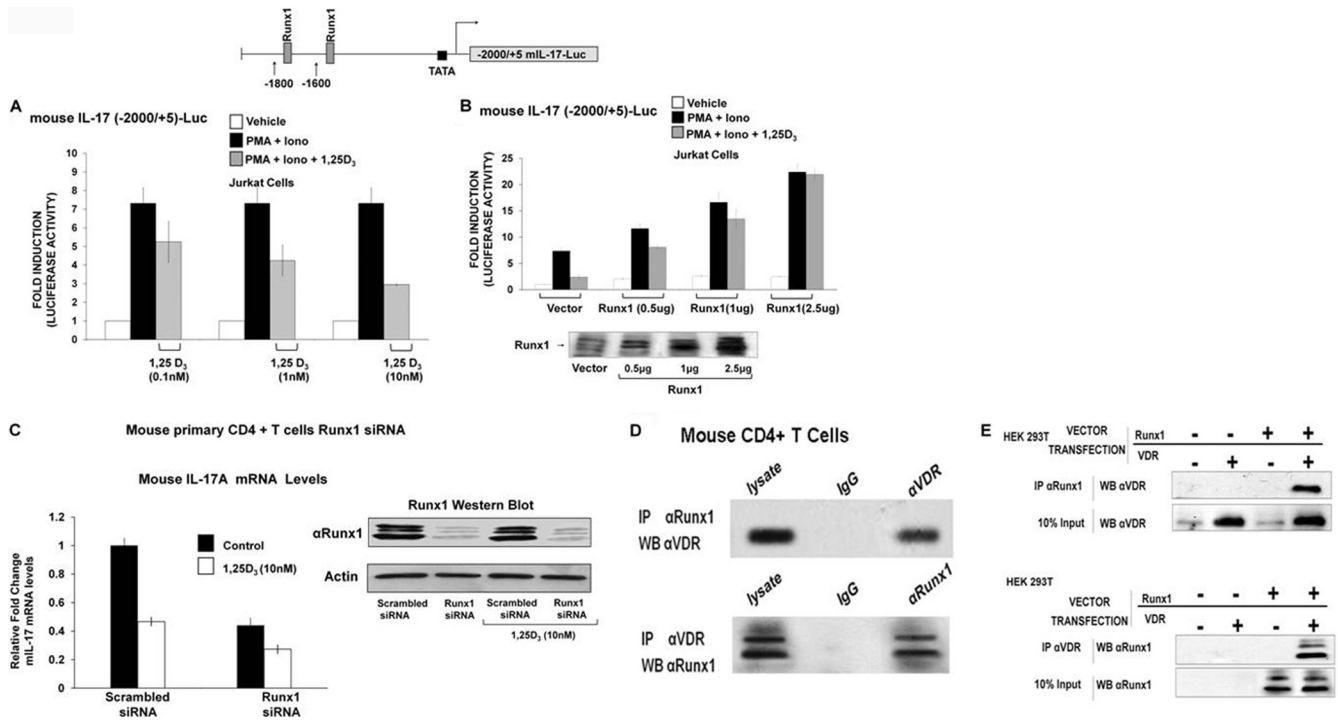 Runx1 Runx1
-1800 -1600 TATA -2000/+5 mIL-17-Luc
A
mouse IL-17 (-2000/+5)-Luc
Vehicle
PMA + Iono
PMA + Iono + 1,25D3
Jurkat Cells
FOLD INDUCTION
(LUCIFERASE ACTIVITY)
10
9
8
7
6
5
4
3
2
1
0
1,25 D3 1,25 D3 1,25 D3
(0.1nM) (1nM) (10nM)
B
mouse IL-17 (-2000/+5)-Luc
Vehicle
PMA + Iono
PMA + Iono + 1,25D3
Jurkat Cells
FOLD INDUCTION
(LUCIFERASE ACTIVITY)
25
20
15
10
5
0
Vector Runx1 (0.5ug) Runx1(1ug) Runx1(2.5ug)
Runx1 →
Vector 0.5µg 1µg 2.5µg
Runx1
C
Mouse primary CD4 + T cells Runx1 siRNA
Mouse IL-17A mRNA Levels
Relative Fold Change
mIL-17 mRNA levels
1.2
1
0.8
0.6
0.4
0.2
0
Control
1,25D3 (10nM)
Scrambled Runx1
siRNA siRNA
Runx1 Western Blot
αRunx1
Actin
Scrambled Runx1 Scrambled Runx1
siRNA siRNA siRNA siRNA
1,25D3 (10nM)
D
Mouse CD4+ T Cells
lysate IgG αVDR
IP αRunx1
WB αVDR
lysate IgG αRunx1
IP αVDR
WB αRunx1
E
HEK 293T VECTOR Runx1 - - + +
TRANSFECTION VDR - + - +
IP αRunx1 WB αVDR
10% Input WB αVDR
HEK 293T
VECTOR Runx1 - - + +
TRANSFECTION VDR - + - +
IP αVDR WB αRunx1
10% Input WB αRunx1